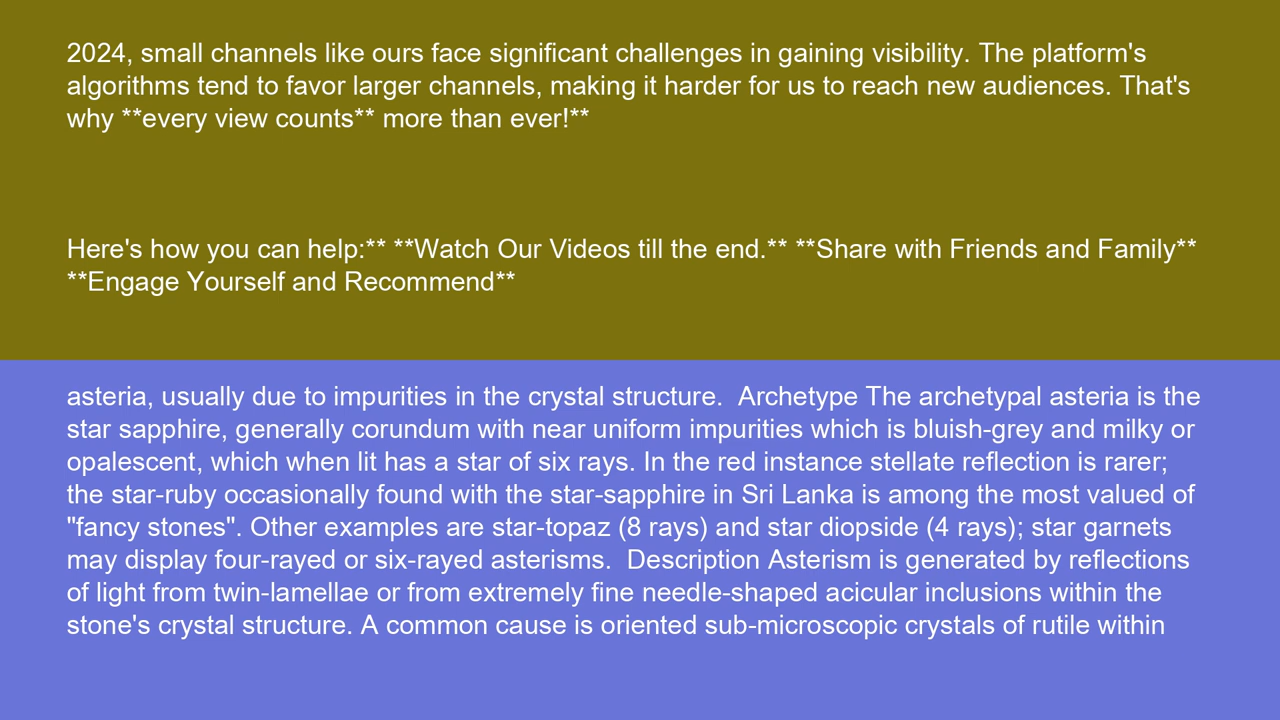 2024, small channels like ours face significant challenges in gaining visibility. The platform's
algorithms tend to favor larger channels, making it harder for us to reach new audiences. That's
why **every view counts** more than ever!**
Here's how you can help:** **Watch Our Videos till the end.** **Share with Friends and Family**
**Engage Yourself and Recommend**
asteria, usually due to impurities in the crystal structure.  Archetype The archetypal asteria is the
star sapphire, generally corundum with near uniform impurities which is bluish-grey and milky or
opalescent, which when lit has a star of six rays. In the red instance stellate reflection is rarer;
the star-ruby occasionally found with the star-sapphire in Sri Lanka is among the most valued of
"fancy stones". Other examples are star-topaz (8 rays) and star diopside (4 rays); star garnets
may display four-rayed or six-rayed asterisms.  Description Asterism is generated by reflections
of light from twin-lamellae or from extremely fine needle-shaped acicular inclusions within the
stone's crystal structure. A common cause is oriented sub-microscopic crystals of rutile within